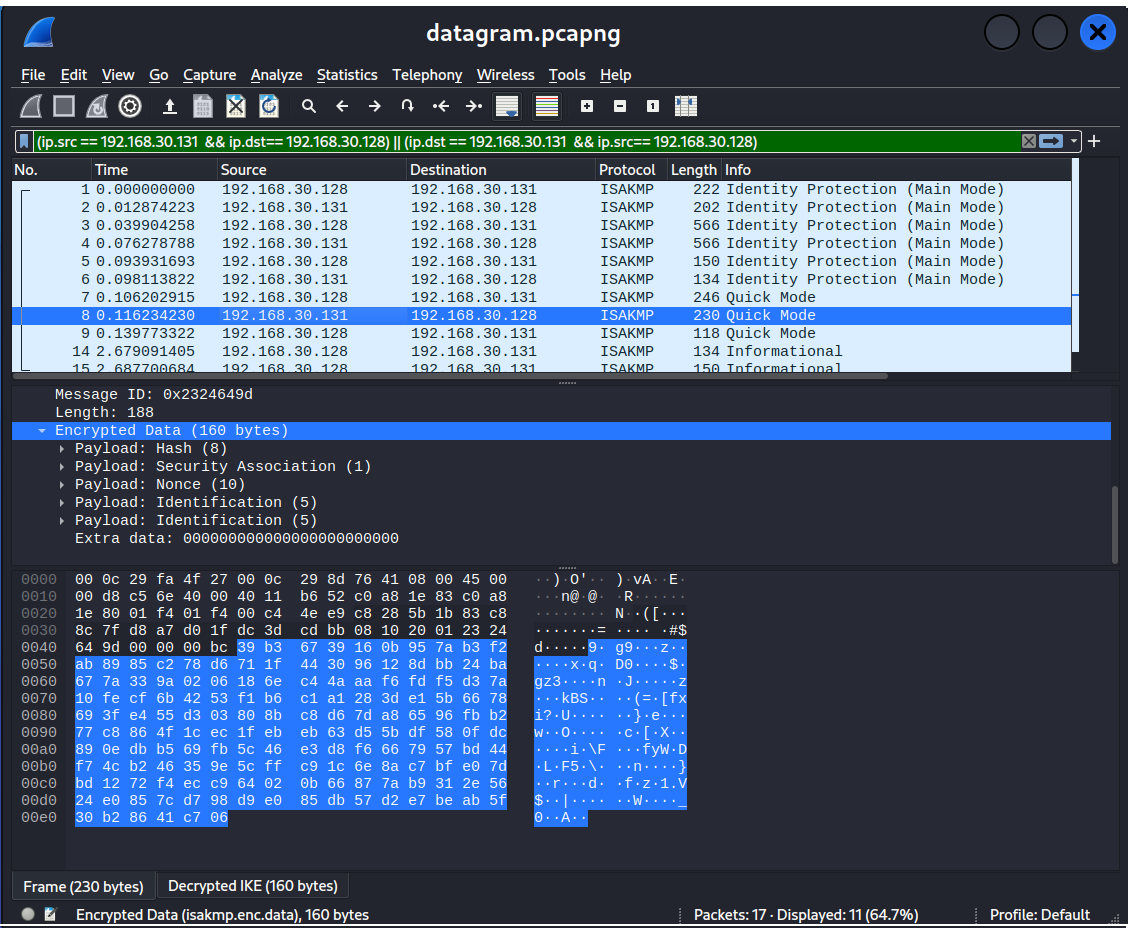 datagram.pcapng
File Edit View Go Capture Analyze Statistics Telephony Wireless Tools Help
(ip.src == 192.168.30.131 && ip.dst== 192.168.30.128) || (ip.dst == 192.168.30.131 && ip.src== 192.168.30.128)
No. Time Source Destination Protocol Length Info
1 0.000000000 192.168.30.128 192.168.30.131 ISAKMP 222 Identity Protection (Main Mode)
2 0.012874223 192.168.30.131 192.168.30.128 ISAKMP 202 Identity Protection (Main Mode)
3 0.039904258 192.168.30.128 192.168.30.131 ISAKMP 566 Identity Protection (Main Mode)
4 0.076278788 192.168.30.131 192.168.30.128 ISAKMP 566 Identity Protection (Main Mode)
5 0.093931693 192.168.30.128 192.168.30.131 ISAKMP 150 Identity Protection (Main Mode)
6 0.098113822 192.168.30.131 192.168.30.128 ISAKMP 134 Identity Protection (Main Mode)
7 0.106202915 192.168.30.128 192.168.30.131 ISAKMP 246 Quick Mode
8 0.116234230 192.168.30.131 192.168.30.128 ISAKMP 230 Quick Mode
9 0.139773322 192.168.30.128 192.168.30.131 ISAKMP 118 Quick Mode
14 2.679091405 192.168.30.128 192.168.30.131 ISAKMP 134 Informational
15 2.687700684 192.168.30.128 192.168.30.131 ISAKMP 150 Informational
Message ID: 0x2324649d
Length: 188
Encrypted Data (160 bytes)
Payload: Hash (8)
Payload: Security Association (1)
Payload: Nonce (10)
Payload: Identification (5)
Payload: Identification (5)
Extra data: 000000000000000000000000
0000 00 0c 29 fa 4f 27 00 0c 29 8d 76 41 08 00 45 00 ··)·O'·· )·vA··E·
0010 00 d8 c5 6e 40 00 40 11 b6 52 c0 a8 1e 83 c0 a8 ···n@·@· ·R······
0020 1e 80 01 f4 01 f4 00 c4 4e e9 c8 28 5b 1b 83 c8 ········ N··([···
0030 8c 7f d8 a7 d0 1f dc 3d cd bb 08 10 20 01 23 24 ·······= ···· ·#$
0040 64 9d 00 00 00 bc 39 b3 67 39 16 0b 95 7a b3 f2 d·····9· g9···z··
0050 ab 89 85 c2 78 d6 71 1f 44 30 96 12 8d bb 24 ba ····x·q· D0····$·
0060 67 7a 33 9a 02 06 18 6e c4 4a aa f6 fd f5 d3 7a gz3····n ·J·····z
0070 10 fe cf 6b 42 53 f1 b6 c1 a1 28 3d e1 5b 66 78 ···kBS·· ··(=·[fx
0080 69 3f e4 55 d3 03 80 8b c8 d6 7d a8 65 96 fb b2 i?·U···· ··}·e···
0090 77 c8 86 4f 1c ec 1f eb eb 63 d5 5b df 58 0f dc w··O···· ·c·[·X··
00a0 89 0e db b5 69 fb 5c 46 e3 d8 f6 66 79 57 bd 44 ····i·\F ···fyW·D
00b0 f7 4c b2 46 35 9e 5c ff c9 1c 6e 8a c7 bf e0 7d ·L·F5·\· ··n····}
00c0 bd 12 72 f4 ec c9 64 02 0b 66 87 7a b9 31 2e 56 ··r···d· ·f·z·1.V
00d0 24 e0 85 7c d7 98 d9 e0 85 db 57 d2 e7 be ab 5f $··|···· ··W····_
00e0 30 b2 86 41 c7 06 0··A··
Frame (230 bytes) Decrypted IKE (160 bytes)
Encrypted Data (isakmp.enc.data), 160 bytes Packets: 17 · Displayed: 11 (64.7%) Profile: Default